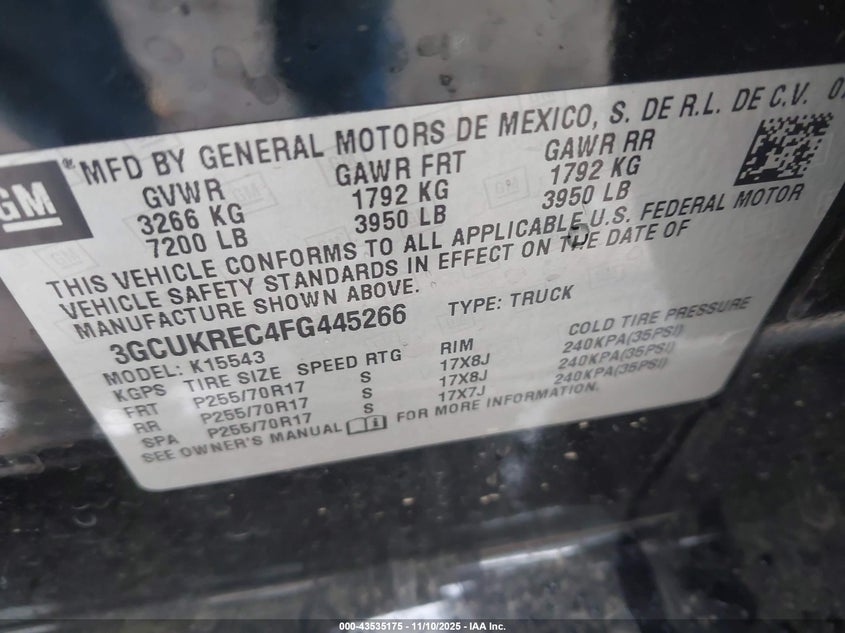 GM
® MFD BY GENERAL MOTORS DE MEXICO, S. DE R.L. DE C.V.
GVWR GAWR FRT GAWR RR
3266 KG 1792 KG 1792 KG
7200 LB 3950 LB 3950 LB
THIS VEHICLE CONFORMS TO ALL APPLICABLE U.S. FEDERAL MOTOR
VEHICLE SAFETY STANDARDS IN EFFECT ON THE DATE OF
MANUFACTURE SHOWN ABOVE.
3GCUKREC4FG445266 TYPE: TRUCK
MODEL: K15543
KGPS TIRE SIZE SPEED RTG RIM COLD TIRE PRESSURE
FRT P255/70R17 S 17X8J 240KPA(35PSI)
RR P255/70R17 S 17X8J 240KPA(35PSI)
SPA P255/70R17 S 17X7J 240KPA(35PSI)
SEE OWNER'S MANUAL FOR MORE INFORMATION.
000-43535175 - 11/10/2025 - IAA Inc.